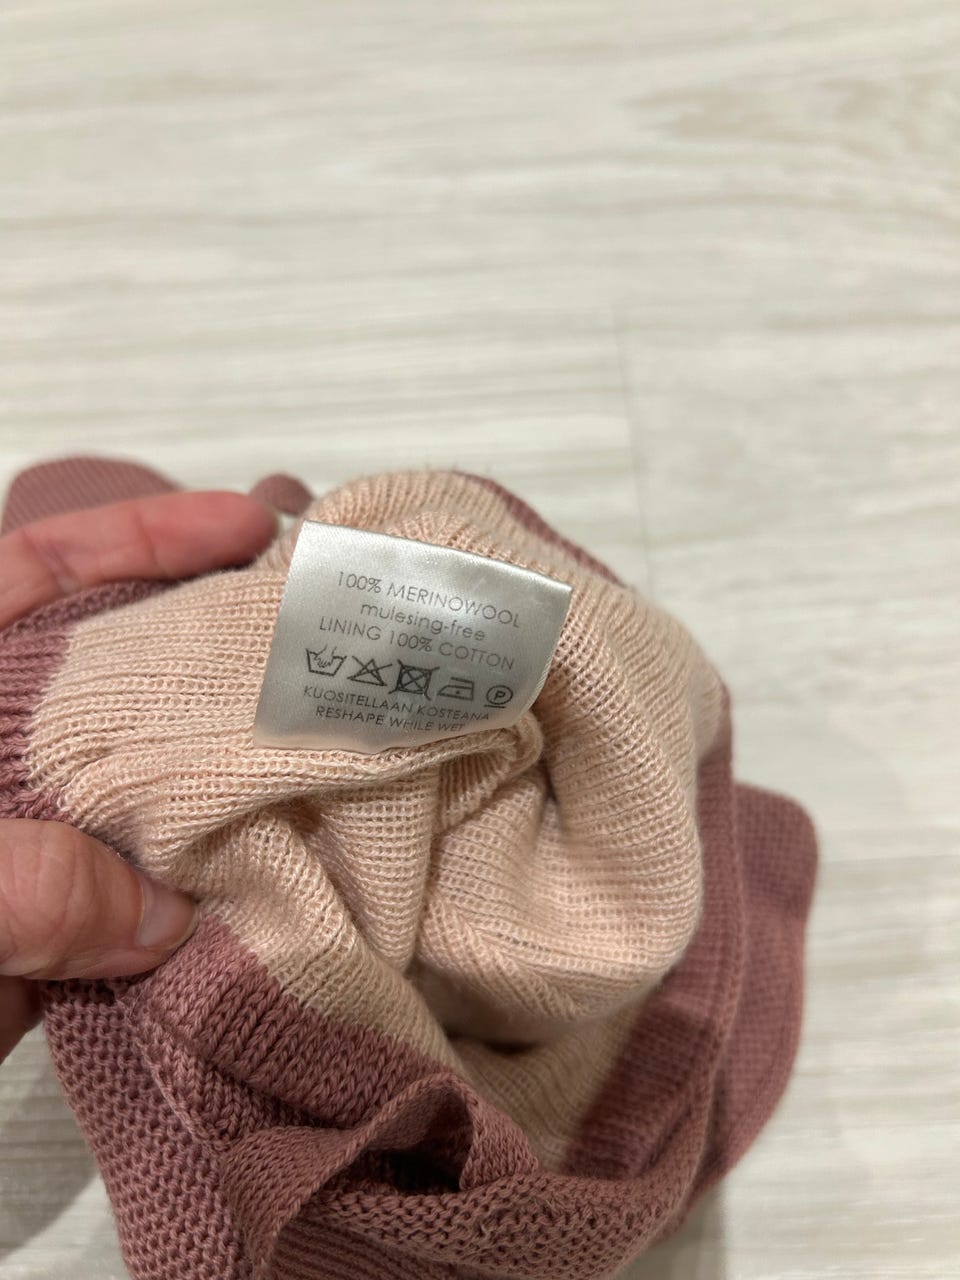 100% MERINOWOOL
mulesing-free
LINING 100% COTTON
P
KUOSITELLAAN KOSTEANA
RESHAPE WHILE WET